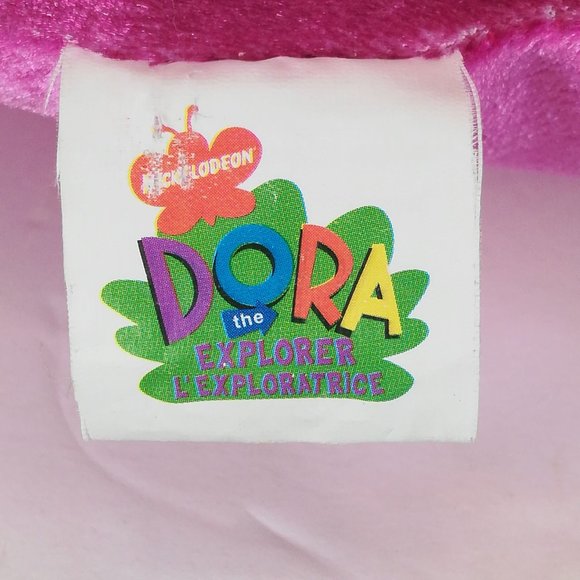 NICKELODEON
DORA
the
EXPLORER
L'EXPLORATRICE